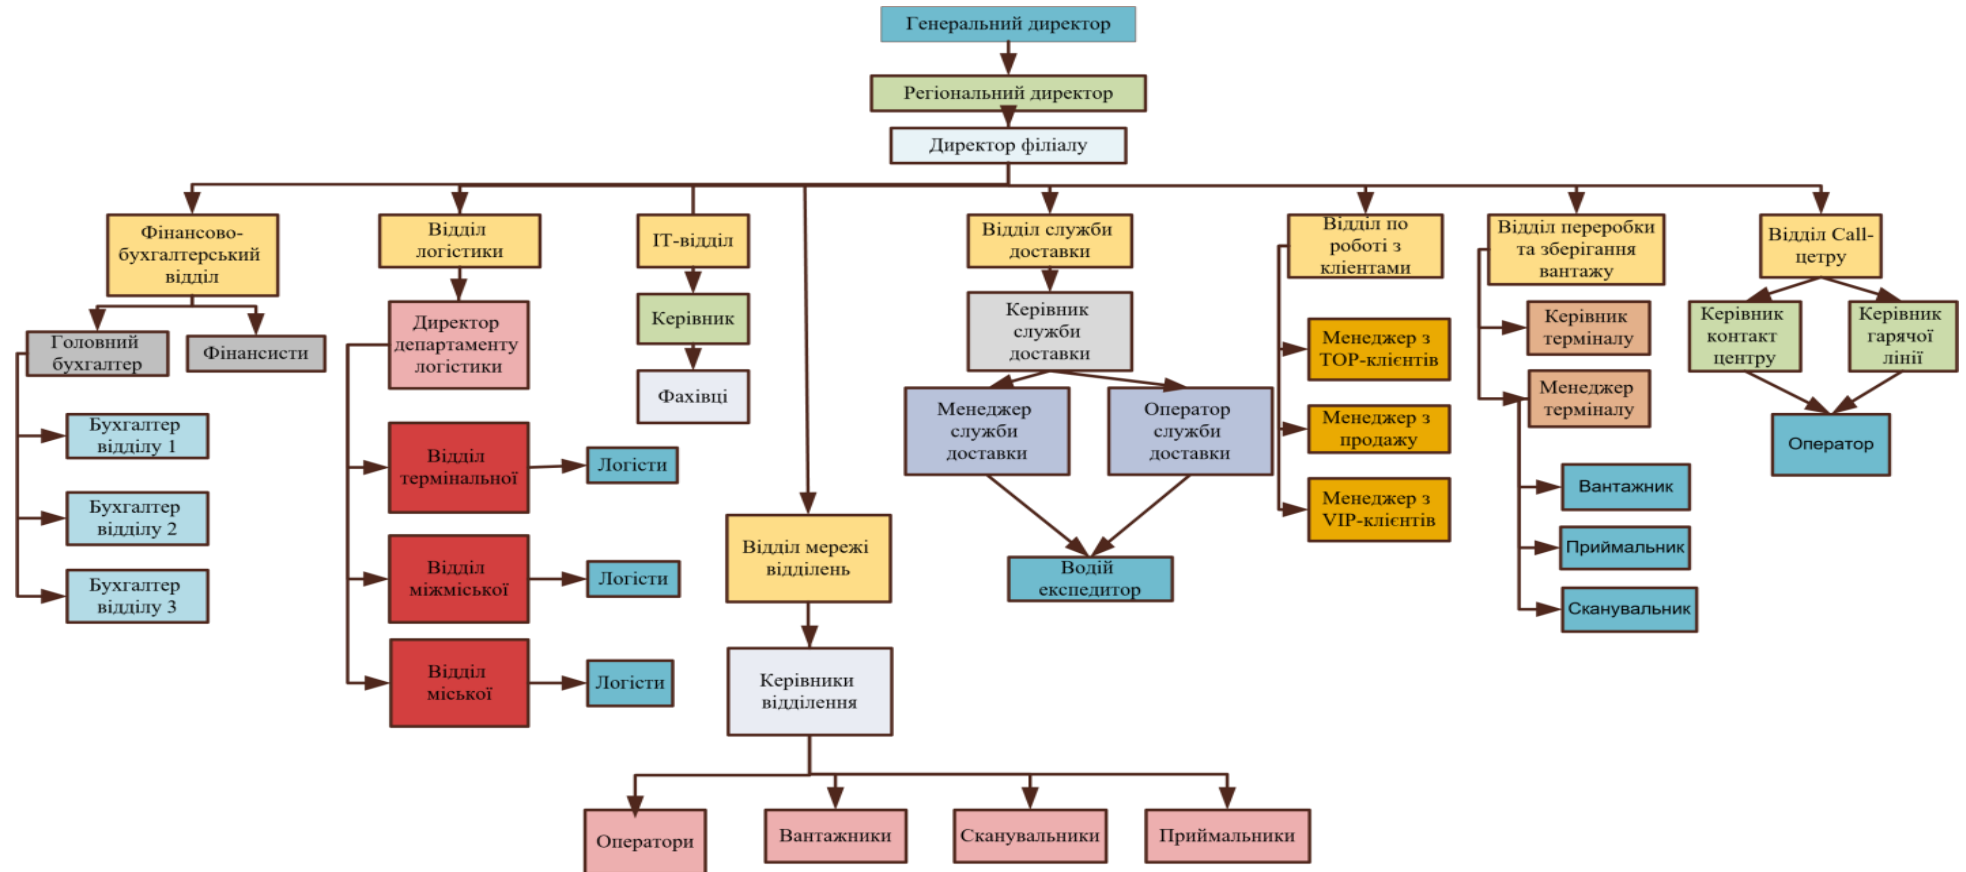 Генеральний директор
Регіональний директор
Директор філіалу
Фінансово-
бухгалтерський
відділ
Відділ
логістики
ІТ-відділ
Відділ служби
доставки
Відділ по
роботі з
кліентами
Відділ переробки
та зберігання
вантажу
Відділ Call-
цетру
Головний
бухгалтер
Фінансисти
Бухгалтер
відділу 1
Бухгалтер
відділу 2
Бухгалтер
відділу 3
Директор
департаменту
логістики
Відділ
термінальної
Логісти
Відділ
міжміської
Логісти
Відділ
міської
Логісти
Керівник
Фахівці
Відділ мережі
відділень
Керівники
відділення
Оператори
Вантажники
Сканувальники
Приймальники
Керівник
служби
доставки
Менеджер
служби
доставки
Оператор
служби
доставки
Водій
експедитор
Менеджер з
ТОР-клієнтів
Менеджер з
продажу
Менеджер з
VIP-клієнтів
Керівник
терміналу
Менеджер
терміналу
Вантажник
Приймальник
Сканувальник
Керівник
контакт
центру
Керівник
гарячої
лінії
Оператор